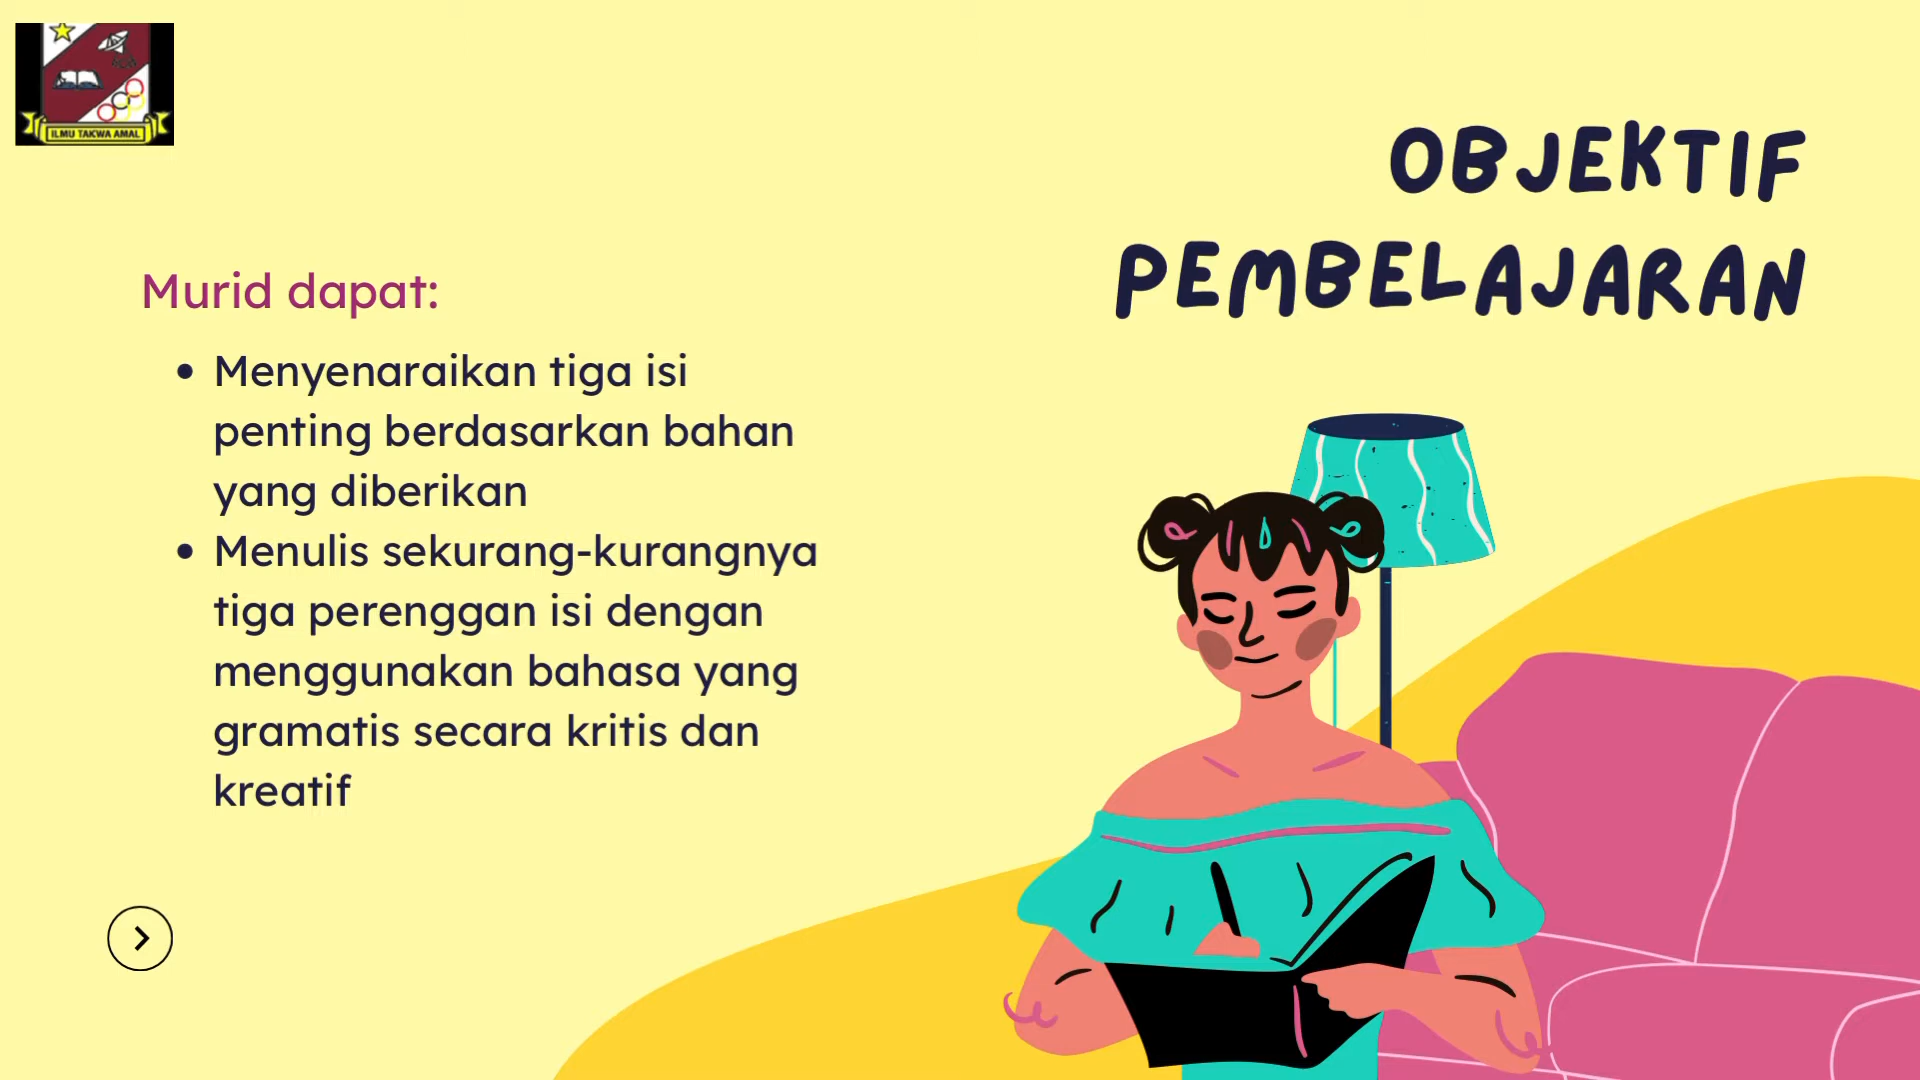 ILMU TAKWA AMAL
OBJEKTIF
PEMBELAJARAN
Murid dapat:
• Menyenaraikan tiga isi
penting berdasarkan bahan
yang diberikan
• Menulis sekurang-kurangnya
tiga perenggan isi dengan
menggunakan bahasa yang
gramatis secara kritis dan
kreatif